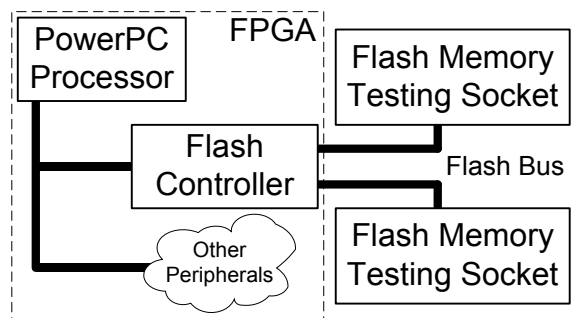 PowerPC
Processor
FPGA
Flash Memory
Testing Socket
Flash
Controller
Flash Bus
Other
Peripherals
Flash Memory
Testing Socket